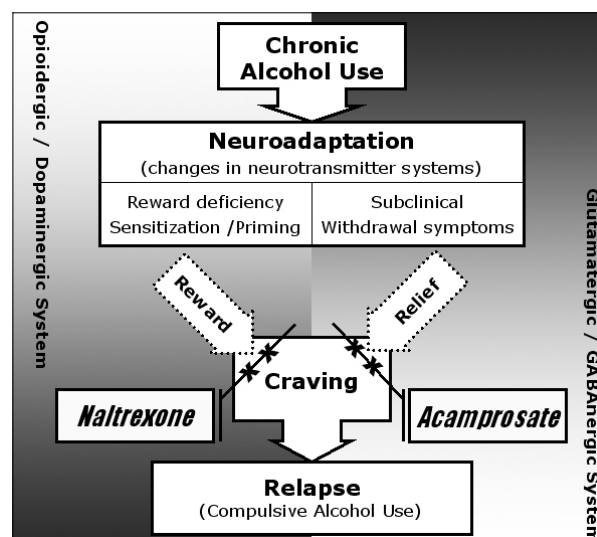 Opioidergic / Dopaminergic System
Chronic
Alcohol Use
Neuroadaptation
(changes in neurotransmitter systems)
Reward deficiency
Sensitization /Priming
Subclinical
Withdrawal symptoms
Glutamatergic / GABAnergic System
Reward
Relief
Craving
Naltrexone
Acamprosate
Relapse
(Compulsive Alcohol Use)